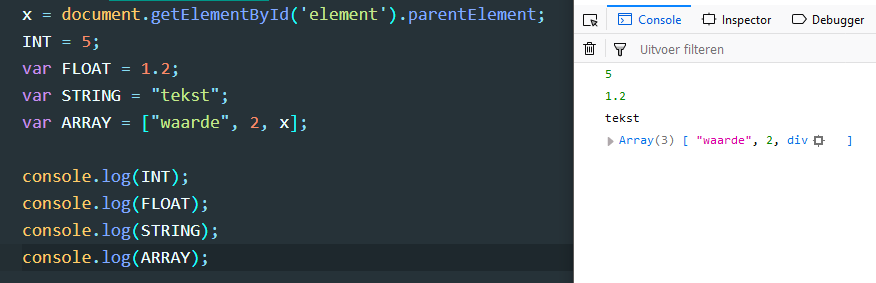 x = document.getElementById('element').parentElement;
INT = 5;
var FLOAT = 1.2;
var STRING = "tekst";
var ARRAY = ["waarde", 2, x];
console.log(INT);
console.log(FLOAT);
console.log(STRING);
console.log(ARRAY);
Console Inspector Debugger
Uitvoer filteren
5
1.2
tekst
Array(3) [ "waarde", 2, div ]